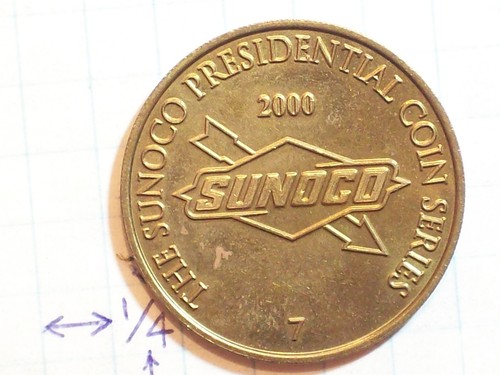 THE SUNOCO PRESIDENTIAL COIN SERIES
2000
SUNOCO
7
1/4